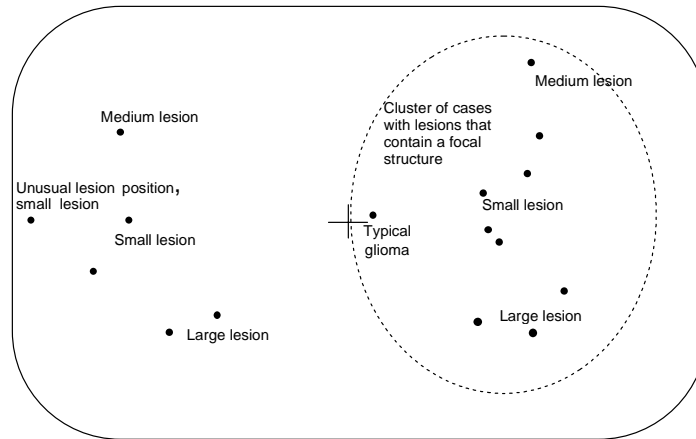 Medium lesion
Cluster of cases
with lesions that
contain a focal
structure
Medium lesion
Unusual lesion position,
small lesion
Small lesion
Small lesion
Typical
glioma
Large lesion
Large lesion